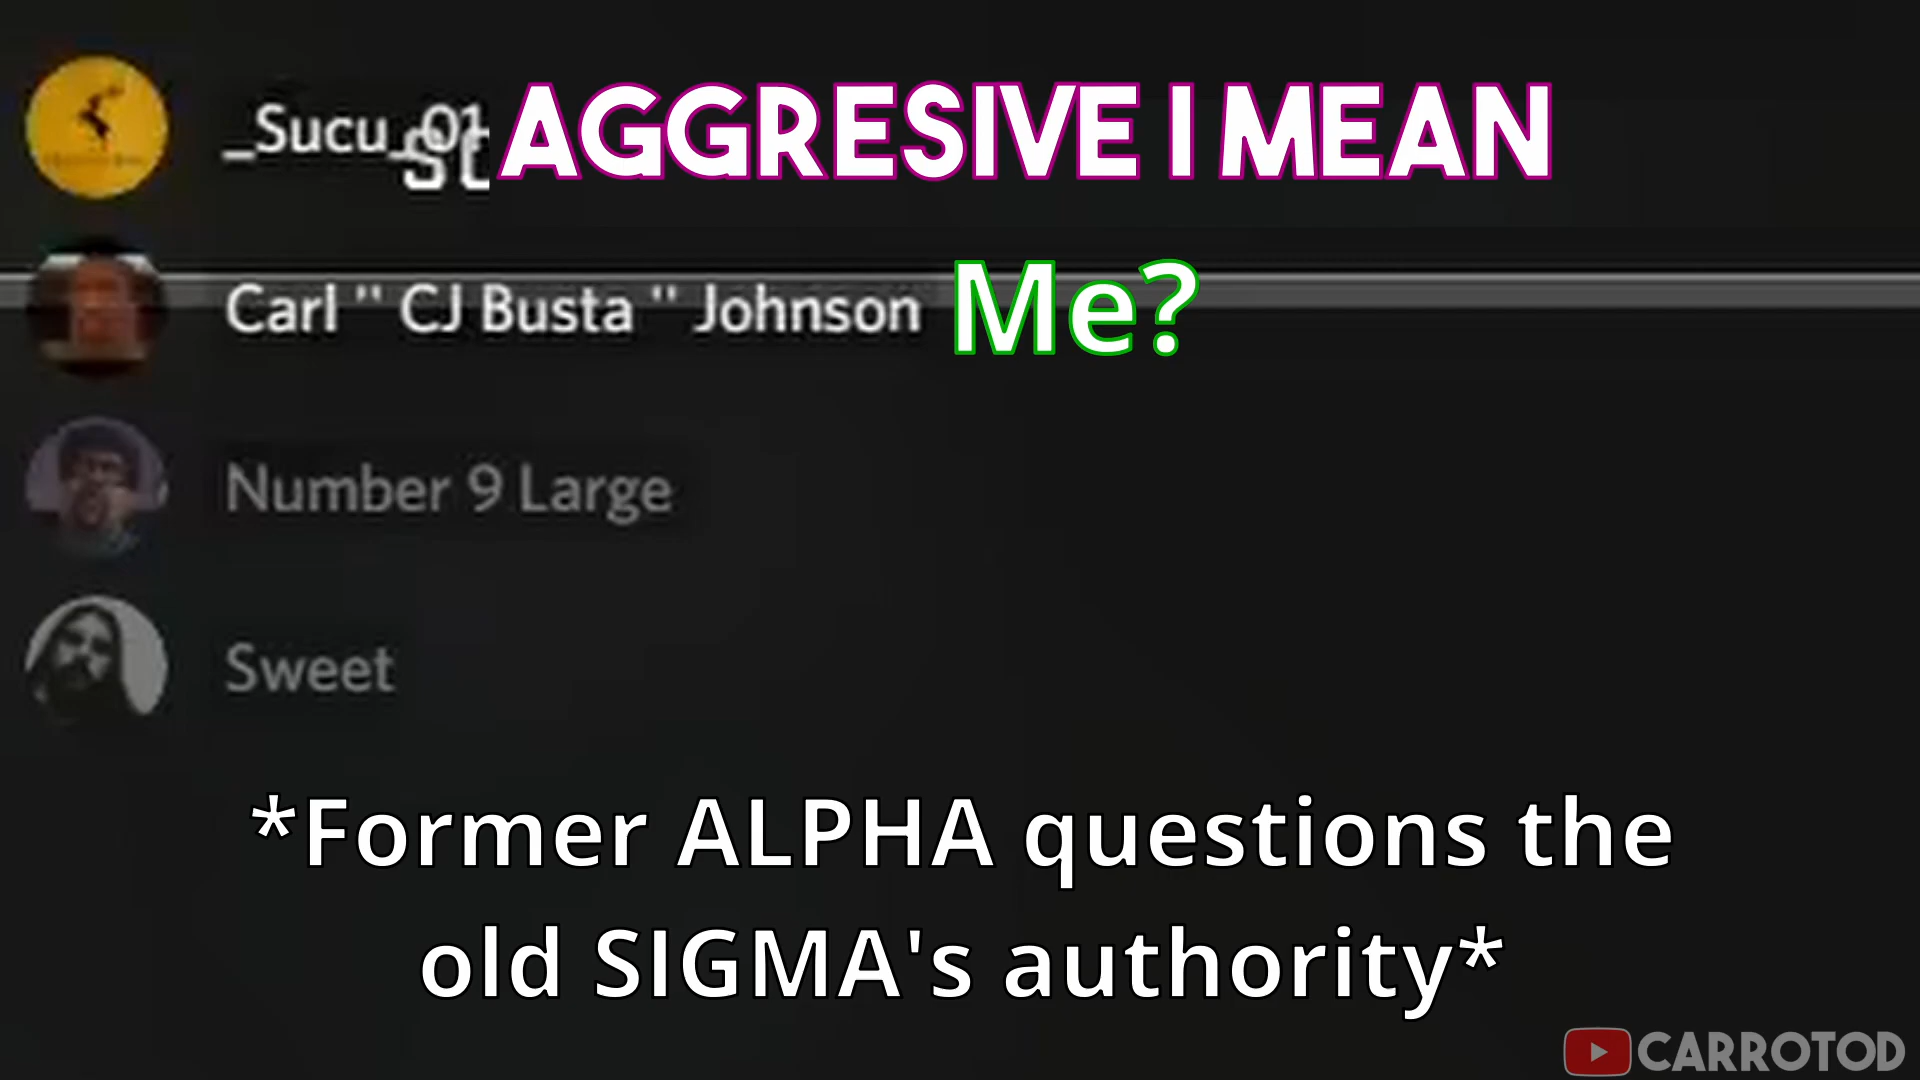 _Sucu_01 AGGRESIVE I MEAN
Carl " CJ Busta " Johnson Me?
Number 9 Large
Sweet
*Former ALPHA questions the
old SIGMA's authority*
CARROTOD